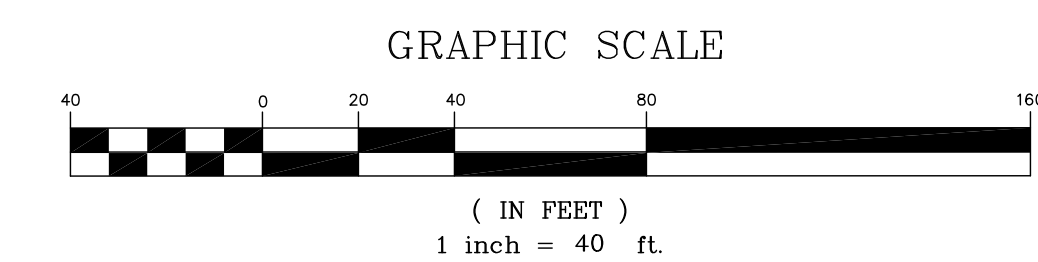 GRAPHIC SCALE
40 0 20 40 80 160
( IN FEET )
1 inch = 40 ft.